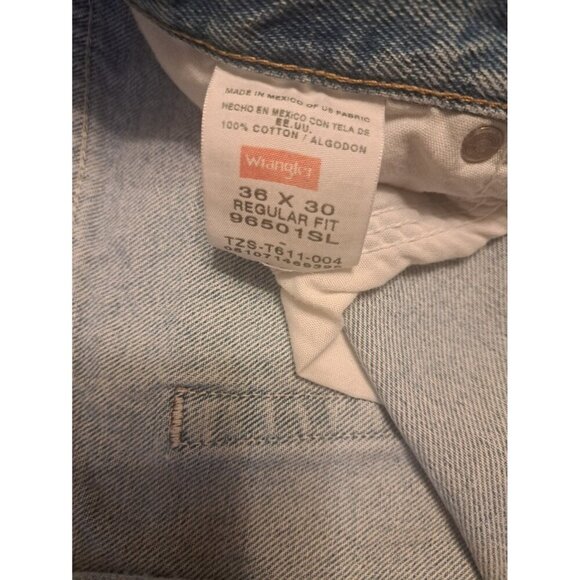 MADE IN MEXICO OF US FABRIC
HECHO EN MEXICO CON TELA DE
EE.UU.
100% COTTON / ALGODON
Wrangler
36 X 30
REGULAR FIT
96501SL
TZS-T611-004